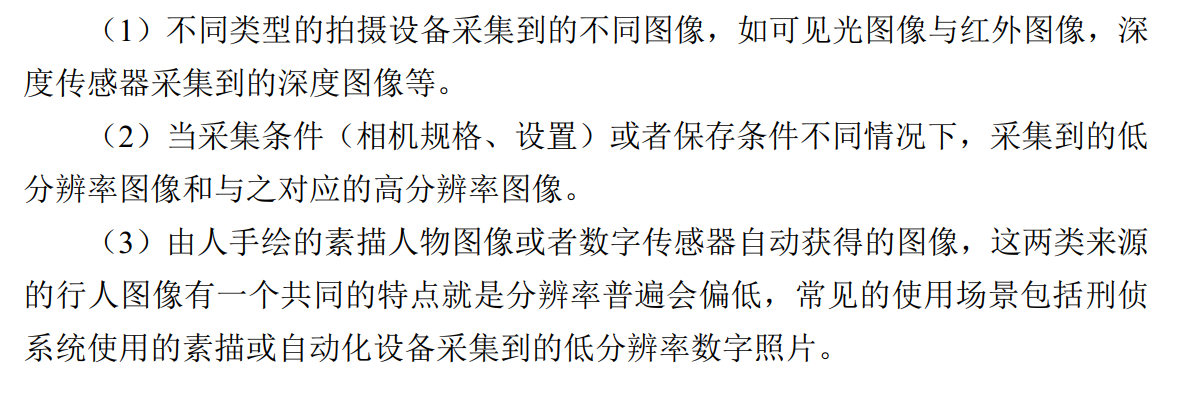 （1）不同类型的拍摄设备采集到的不同图像，如可见光图像与红外图像，深
度传感器采集到的深度图像等。
（2）当采集条件（相机规格、设置）或者保存条件不同情况下，采集到的低
分辨率图像和与之对应的高分辨率图像。
（3）由人手绘的素描人物图像或者数字传感器自动获得的图像，这两类来源
的行人图像有一个共同的特点就是分辨率普遍会偏低，常见的使用场景包括刑侦
系统使用的素描或自动化设备采集到的低分辨率数字照片。